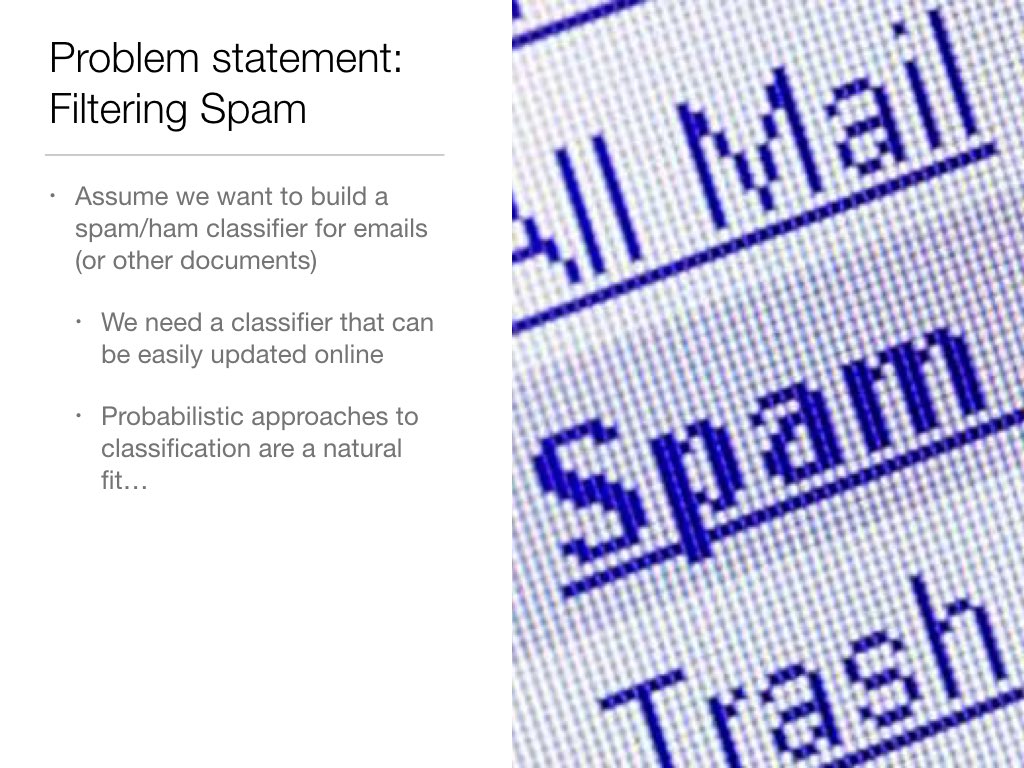 Problem statement:
Filtering Spam
• Assume we want to build a
spam/ham classifier for emails
(or other documents)
• We need a classifier that can
be easily updated online
• Probabilistic approaches to
classification are a natural
fit…
All Mail
Spam
Trash